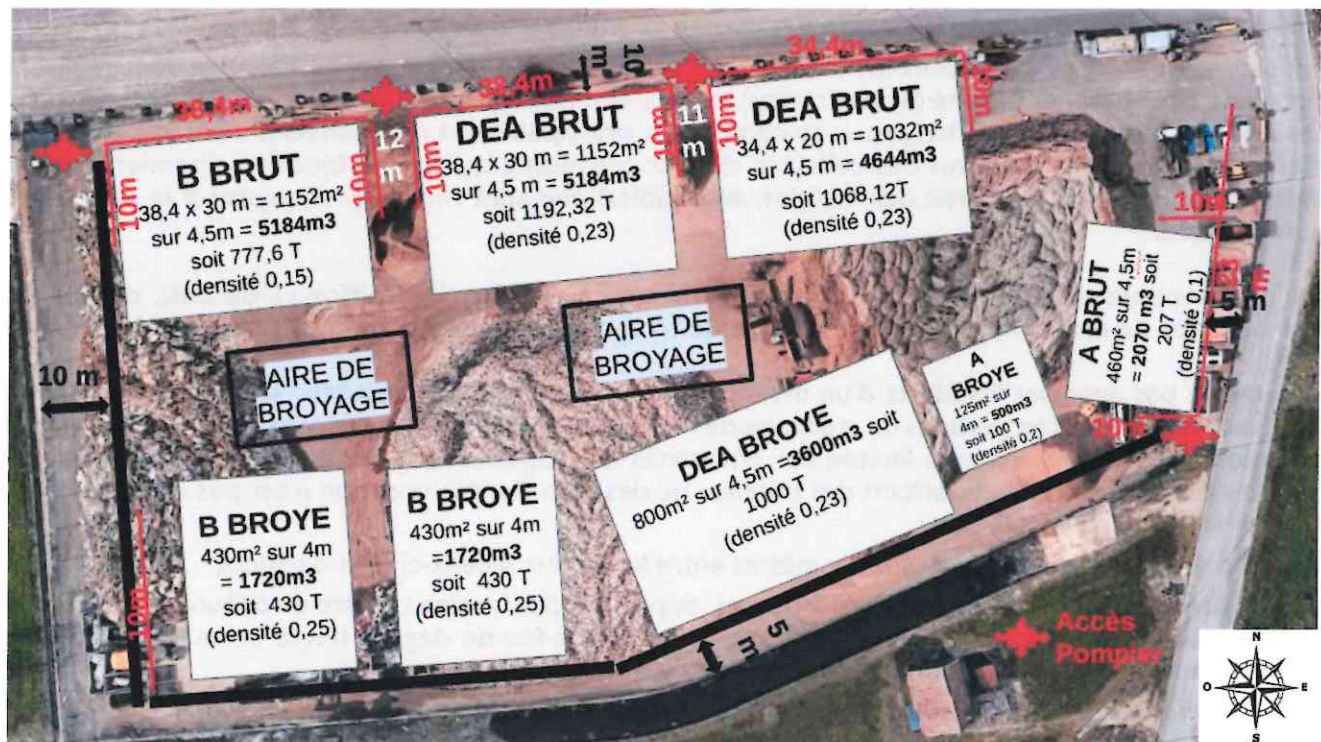 38,4m
38,4m
10
m
34,4m
10m
B BRUT
38,4 x 30 m = 1152m²
sur 4,5m = 5184m3
soit 777,6 T
(densité 0,15)
10m
10m
12
m
10m
DEA BRUT
38,4 x 30 m = 1152m²
sur 4,5 m = 5184m3
soit 1192,32 T
(densité 0,23)
10m
11
m
10m
DEA BRUT
34,4 x 20 m = 1032m²
sur 4,5 m = 4644m3
soit 1068,12T
(densité 0,23)
10m
A BRUT
460m² sur 4,5m
= 2070 m3 soit
207 T
(densité 0,1)
m
5 m
10m
10 m
AIRE DE
BROYAGE
AIRE DE
BROYAGE
A
BROYE
125m² sur
4m = 500m3
soit 100 T
(densité 0,2)
DEA BROYE
800m² sur 4,5m =36000m3 soit
1000 T
(densité 0,23)
B BROYE
430m² sur 4m
= 1720m3
soit 430 T
(densité 0,25)
B BROYE
430m² sur 4m
=1720m3
soit 430 T
(densité 0,25)
10m
5
m
Accès
Pompier
N
O
E
S